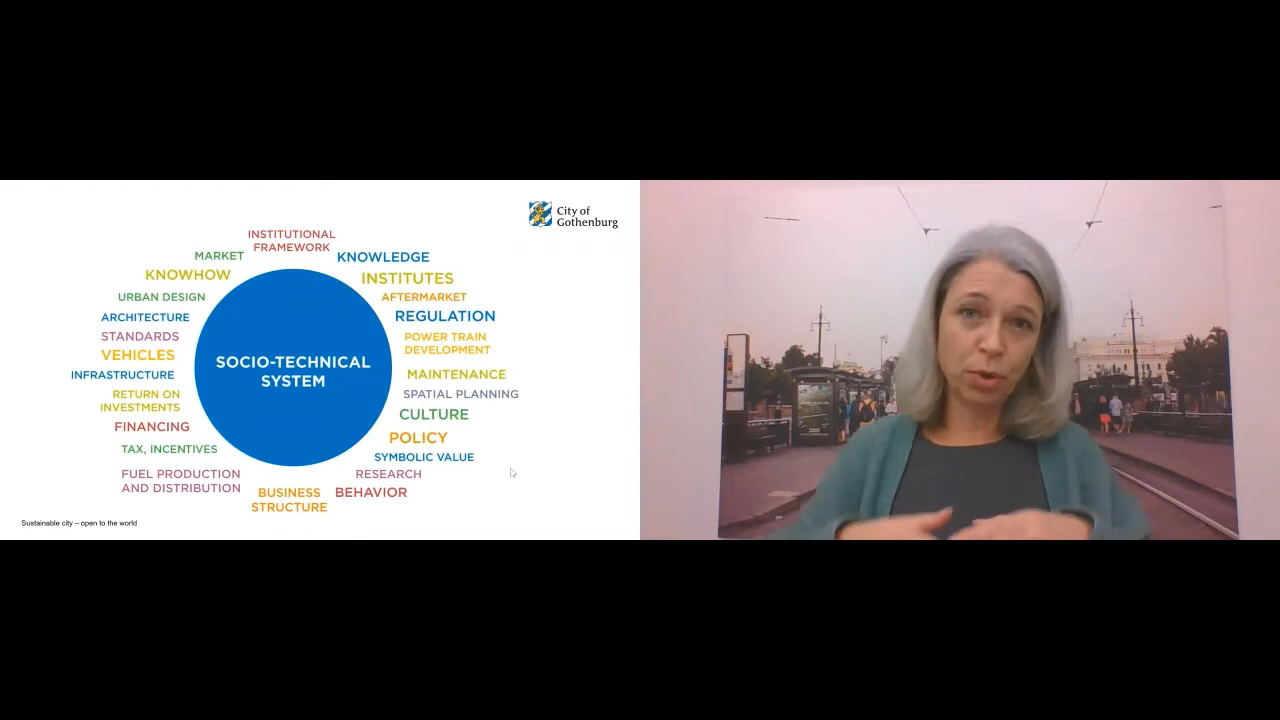 City of
Gothenburg
INSTITUTIONAL
FRAMEWORK
KNOWLEDGE
INSTITUTES
AFTERMARKET
REGULATION
POWER TRAIN
DEVELOPMENT
MAINTENANCE
SPATIAL PLANNING
CULTURE
POLICY
SYMBOLIC VALUE
RESEARCH
BEHAVIOR
BUSINESS
STRUCTURE
FUEL PRODUCTION
AND DISTRIBUTION
TAX, INCENTIVES
FINANCING
RETURN ON
INVESTMENTS
INFRASTRUCTURE
VEHICLES
STANDARDS
ARCHITECTURE
URBAN DESIGN
KNOWHOW
MARKET
SOCIO-TECHNICAL
SYSTEM
Sustainable city – open to the world